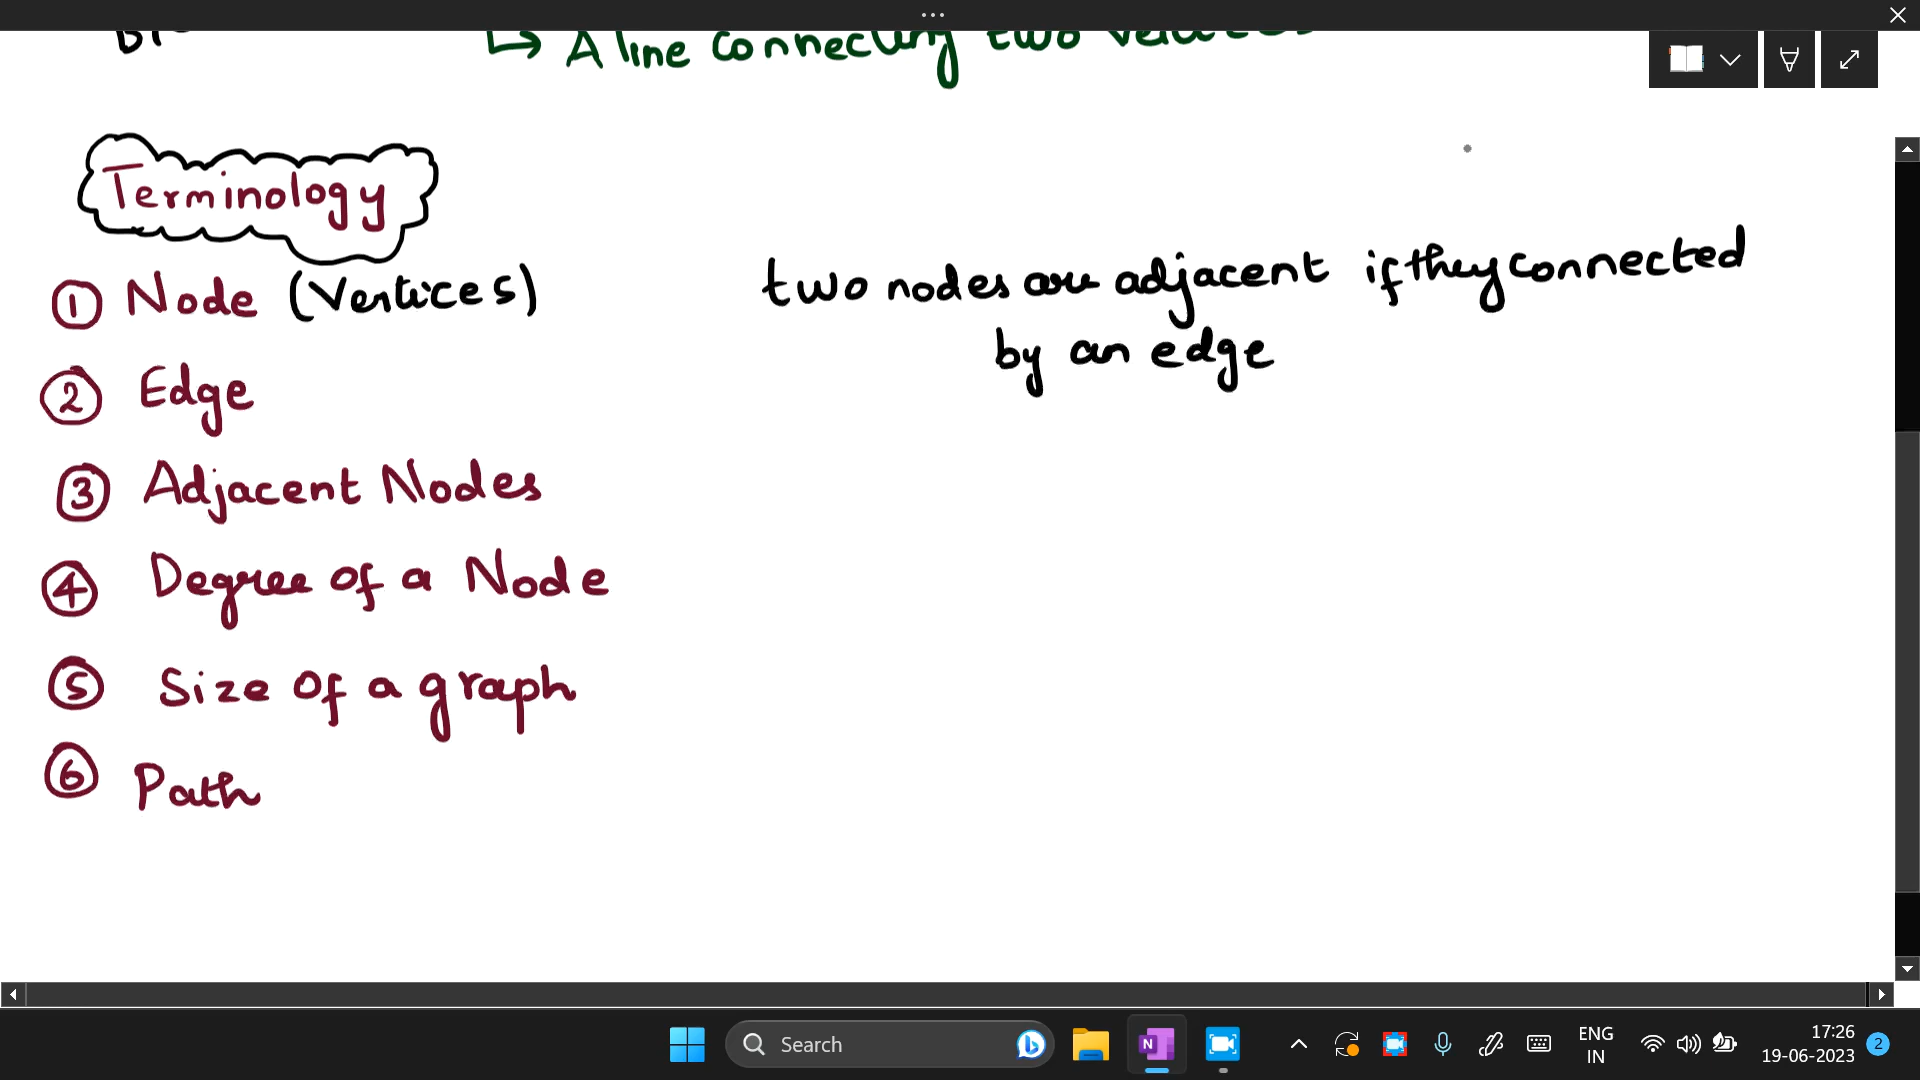 A line connecting two
Terminology
① Node (Vertices)
two nodes are adjacent if they connected
by an edge
② Edge
③ Adjacent Nodes
④ Degree of a Node
⑤ Size of a graph
⑥ Path
Search
ENG
IN
17:26
19-06-2023
2